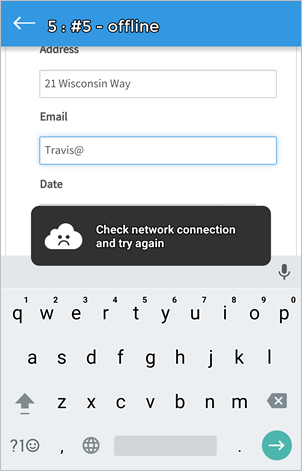 5 : #5 - offline
Address
21 Wisconsin Way
Email
Travis@
Date
Check network connection
and try again
1 2 3 4 5 6 7 8 9 0
q w e r t y u i o p
a s d f g h j k l
z x c v b n m
?1☺ , .